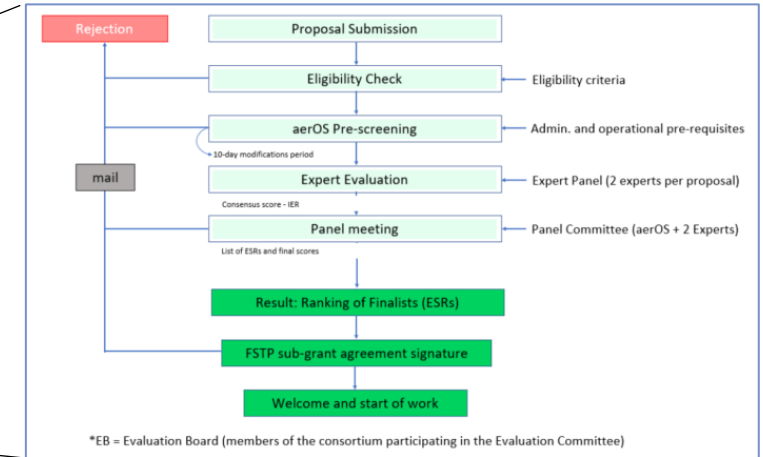 Rejection
Proposal Submission
Eligibility Check
Eligibility criteria
aerOS Pre-screening
Admin. and operational pre-requisites
10-day modifications period
mail
Expert Evaluation
Expert Panel (2 experts per proposal)
Consensus score - IER
Panel meeting
Panel Committee (aerOS + 2 Experts)
List of ESRs and final scores
Result: Ranking of Finalists (ESRs)
FSTP sub-grant agreement signature
Welcome and start of work
*EB = Evaluation Board (members of the consortium participating in the Evaluation Committee)